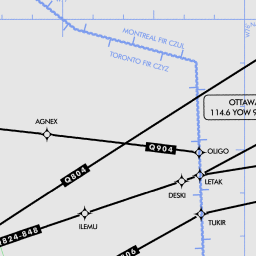 MONTREAL FIR CZUL
TORONTO FIR CZYZ
OTTAWA
114.6 YOW
AGNEX
Q904
OLIGO
Q804
LETAK
DESKI
ILEMU
TUKIR
Q824-848